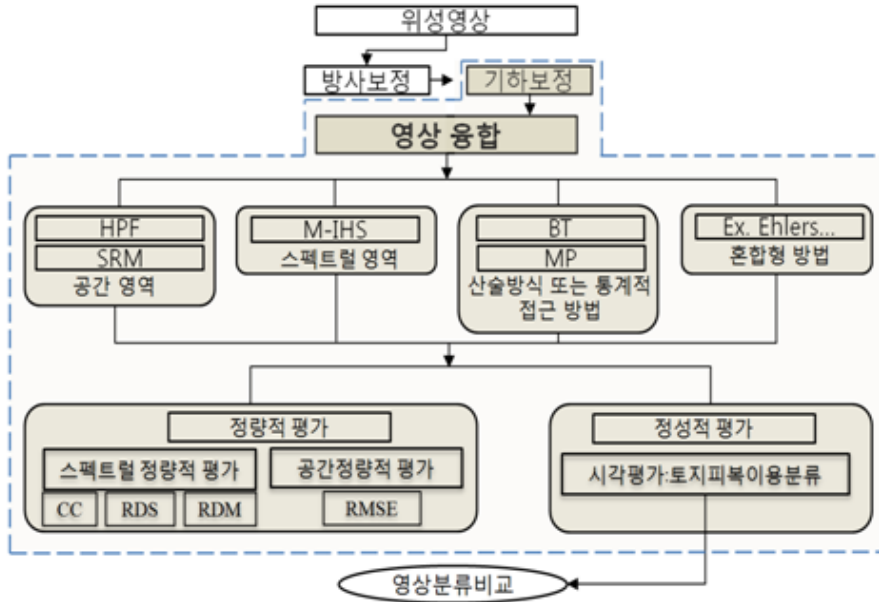 위성영상
방사보정
기하보정
영상 융합
HPF
SRM
공간 영역
M-IHS
스펙트럴 영역
BT
MP
산술방식 또는 통계적
접근 방법
Ex. Ehlers...
혼합형 방법
정량적 평가
스펙트럴 정량적 평가
CC
RDS
RDM
공간정량적 평가
RMSE
정성적 평가
시각평가:토지피복이용분류
영상분류비교